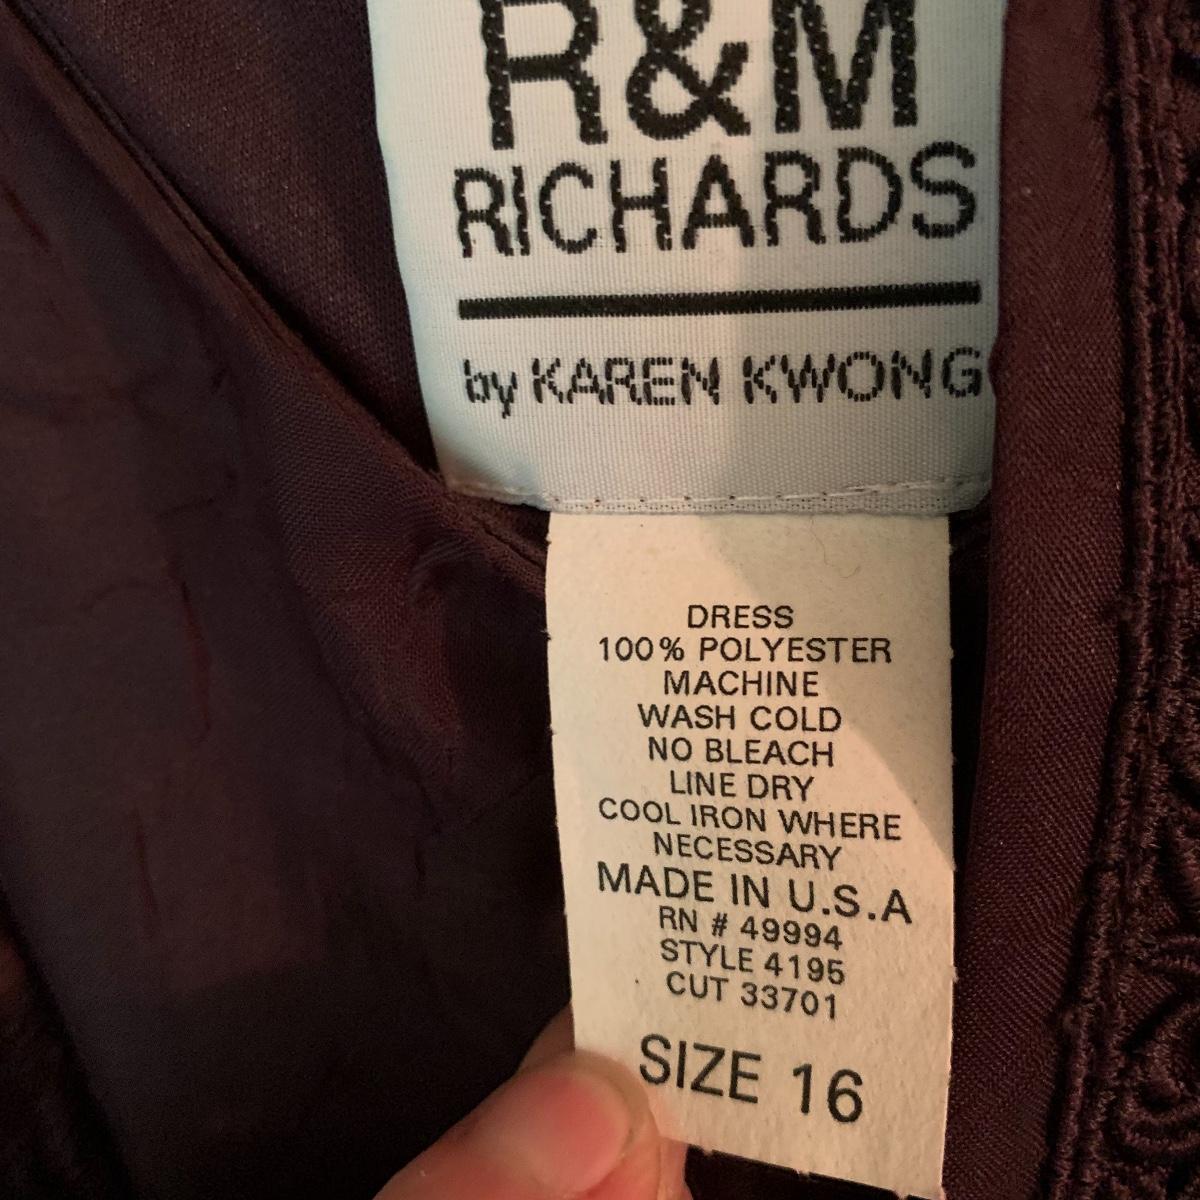 R&M
RICHARDS
by KAREN KWONG
DRESS
100% POLYESTER
MACHINE
WASH COLD
NO BLEACH
LINE DRY
COOL IRON WHERE
NECESSARY
MADE IN U.S.A
RN # 49994
STYLE 4195
CUT 33701
SIZE 16